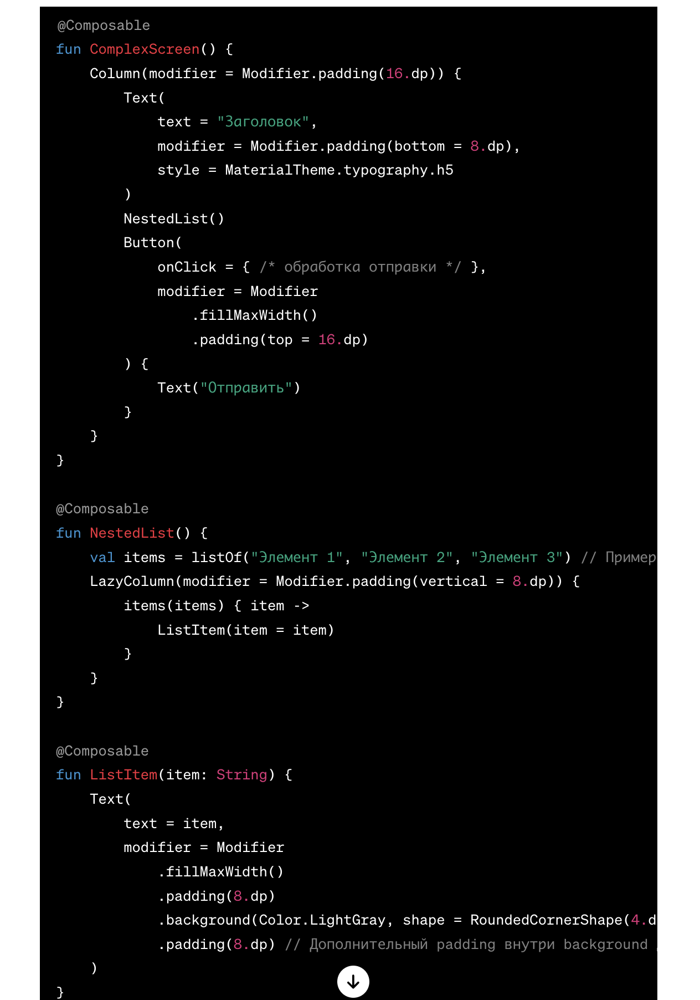 @Composable
fun ComplexScreen() {
    Column(modifier = Modifier.padding(16.dp)) {
        Text(
            text = "Заголовок",
            modifier = Modifier.padding(bottom = 8.dp),
            style = MaterialTheme.typography.h5
        )
        NestedList()
        Button(
            onClick = { /* обработка отправки */ },
            modifier = Modifier
                .fillMaxWidth()
                .padding(top = 16.dp)
        ) {
            Text("Отправить")
        }
    }
}

@Composable
fun NestedList() {
    val items = listOf("Элемент 1", "Элемент 2", "Элемент 3") // Пример
    LazyColumn(modifier = Modifier.padding(vertical = 8.dp)) {
        items(items) { item ->
            ListItem(item = item)
        }
    }
}

@Composable
fun ListItem(item: String) {
    Text(
        text = item,
        modifier = Modifier
            .fillMaxWidth()
            .padding(8.dp)
            .background(Color.LightGray, shape = RoundedCornerShape(4.d
            .padding(8.dp) // Дополнительный padding внутри background
    )
}